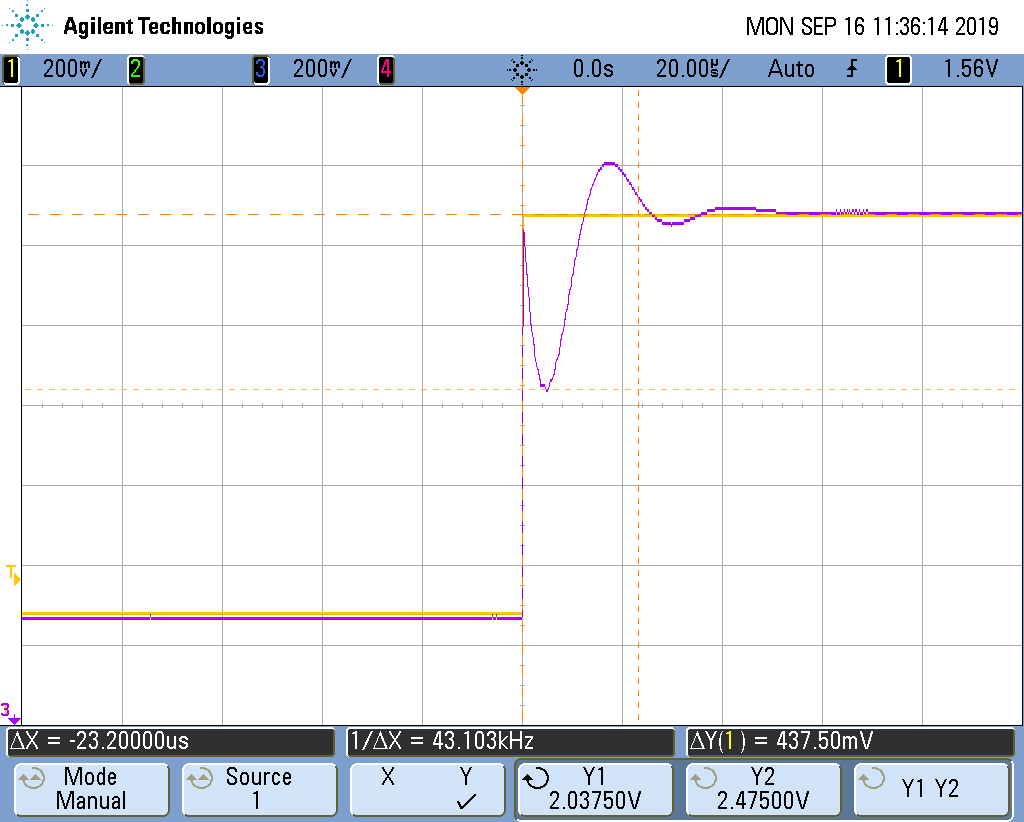 Agilent Technologies MON SEP 16 11:36:14 2019
1 200mV/ 2 3 200mV/ 4 0.0s 20.00us/ Auto 1 1.56V
T
3
ΔX = -23.20000us 1/ΔX = 43.103kHz ΔY(1) = 437.50mV
Mode Source X Y Y1 Y2 Y1 Y2
Manual 1 2.03750V 2.47500V